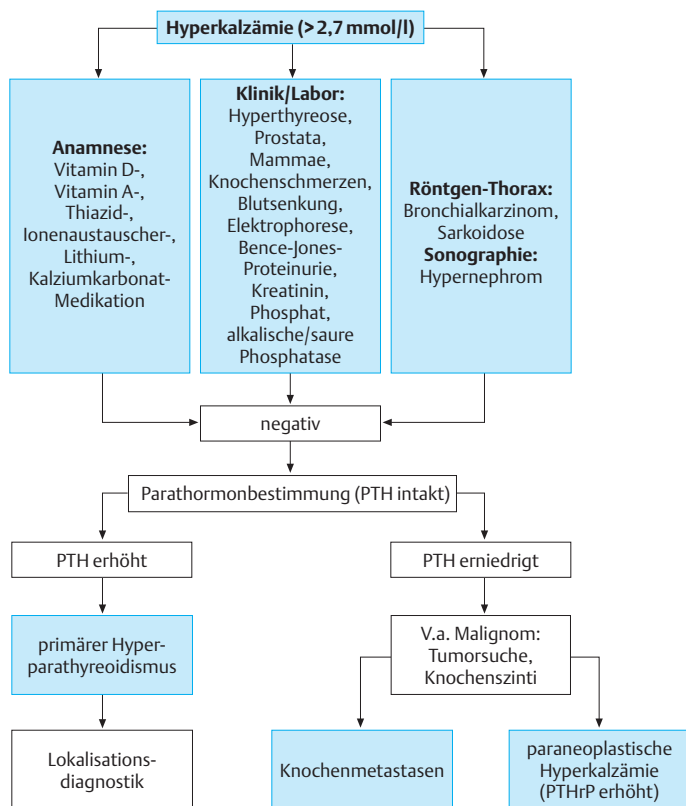 Hyperkalzämie (> 2,7 mmol/l)
Anamnese:
Vitamin D-,
Vitamin A-,
Thiazid-,
Ionenaustauscher-,
Lithium-,
Kalziumkarbonat-
Medikation
Klinik/Labor:
Hyperthyreose,
Prostata,
Mammae,
Knochenschmerzen,
Blutsenkung,
Elektrophorese,
Bence-Jones-
Proteinurie,
Kreatinin,
Phosphat,
alkalische/saure
Phosphatase
Röntgen-Thorax:
Bronchialkarzinom,
Sarkoidose
Sonographie:
Hypernephrom
negativ
Parathormonbestimmung (PTH intakt)
PTH erhöht
PTH erniedrigt
primärer Hyper-
parathyreoidismus
V.a. Malignom:
Tumorsuche,
Knochenszinti
Lokalisations-
diagnostik
Knochenmetastasen
paraneoplastische
Hyperkalzämie
(PTHrP erhöht)